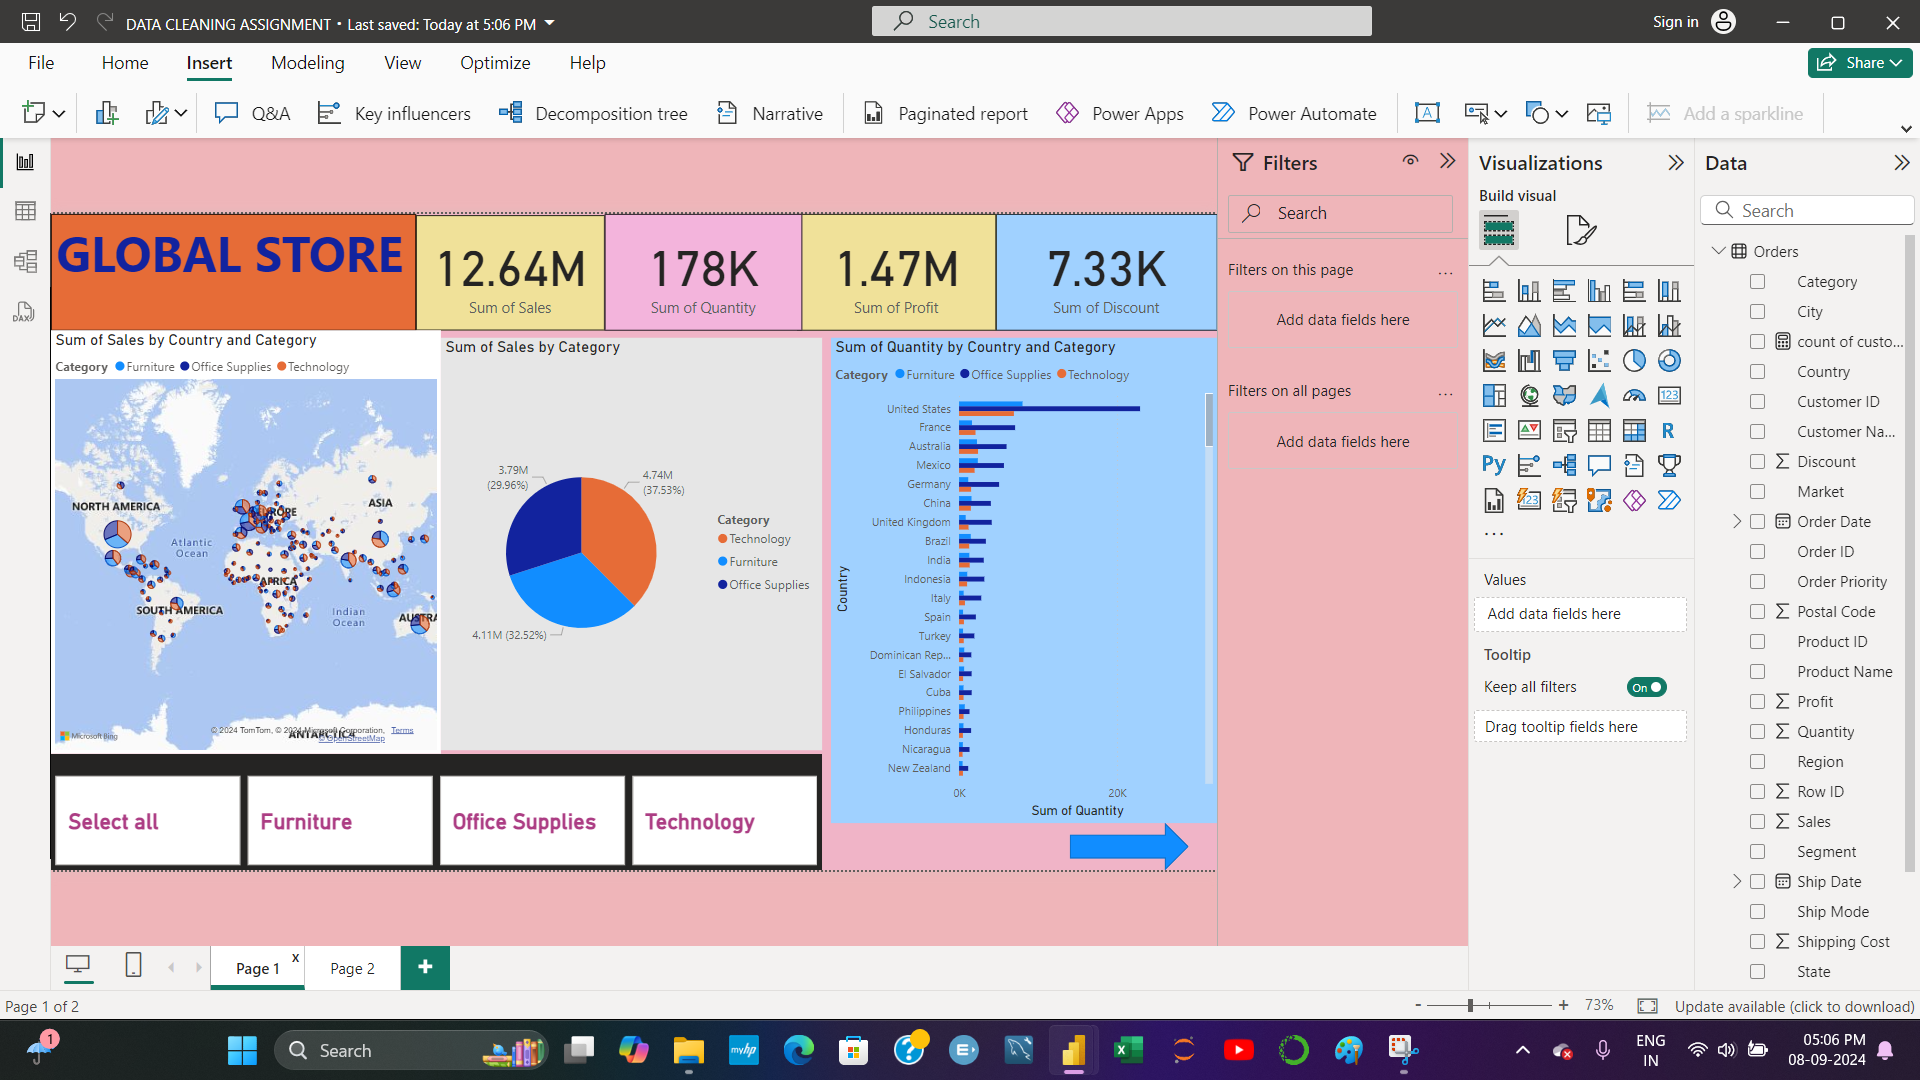 DATA CLEANING ASSIGNMENT • Last saved: Today at 5:06 PM
Search
Sign in
File Home Insert Modeling View Optimize Help
Share
Q&A Key influencers Decomposition tree Narrative Paginated report Power Apps Power Automate Add a sparkline
GLOBAL STORE
12.64M
Sum of Sales
178K
Sum of Quantity
1.47M
Sum of Profit
7.33K
Sum of Discount
Sum of Sales by Country and Category
Category Furniture Office Supplies Technology
NORTH AMERICA
ASIA
Atlantic
Ocean
AFRICA
SOUTH AMERICA
Indian
Ocean
AUSTRA
Microsoft Bing
© 2024 TomTom, © 2024 Microsoft Corporation, Terms
© OpenStreetMap
ANTARCTICA
Sum of Sales by Category
3.79M
(29.96%)
4.74M
(37.53%)
4.11M (32.52%)
Category
Technology
Furniture
Office Supplies
Sum of Quantity by Country and Category
Category Furniture Office Supplies Technology
Country
United States
France
Australia
Mexico
Germany
China
United Kingdom
Brazil
India
Indonesia
Italy
Spain
Turkey
Dominican Rep...
El Salvador
Cuba
Philippines
Honduras
Nicaragua
New Zealand
0K 20K
Sum of Quantity
Select all Furniture Office Supplies Technology
Filters
Search
Filters on this page ...
Add data fields here
Filters on all pages ...
Add data fields here
Visualizations
Build visual
123
R
Py
...
Values
Add data fields here
Tooltip
Keep all filters On
Drag tooltip fields here
Data
Search
Orders
Category
City
count of custo...
Country
Customer ID
Customer Na...
Discount
Market
Order Date
Order ID
Order Priority
Postal Code
Product ID
Product Name
Profit
Quantity
Region
Row ID
Sales
Segment
Ship Date
Ship Mode
Shipping Cost
State
Page 1 x Page 2 +
Page 1 of 2
- + 73% Update available (click to download)
1
Search
myhp
ENG
IN
05:06 PM
08-09-2024